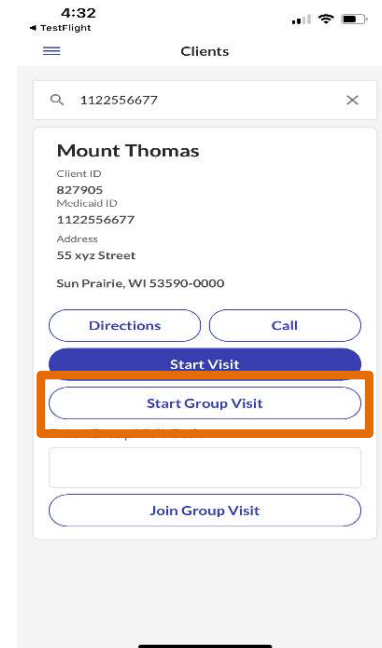 4:32
◄ TestFlight
Clients
1122556677
Mount Thomas
Client ID
827905
Medicaid ID
1122556677
Address
55 xyz Street
Sun Prairie, WI 53590-0000
Directions
Call
Start Visit
Start Group Visit
Join Group Visit